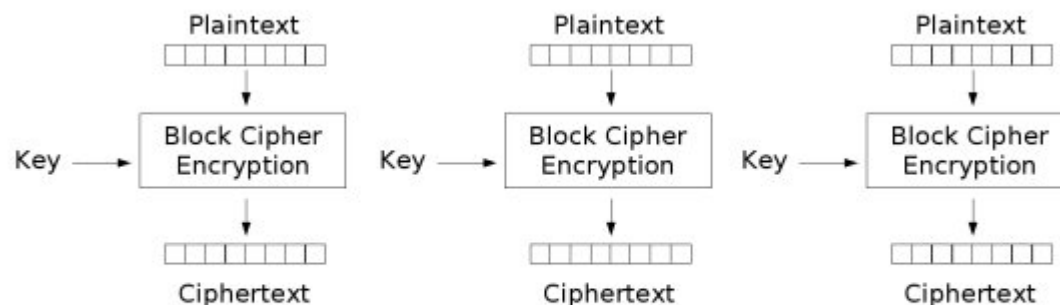 Plaintext Plaintext Plaintext
Block Cipher Encryption Block Cipher Encryption Block Cipher Encryption
Key Key Key
Ciphertext Ciphertext Ciphertext